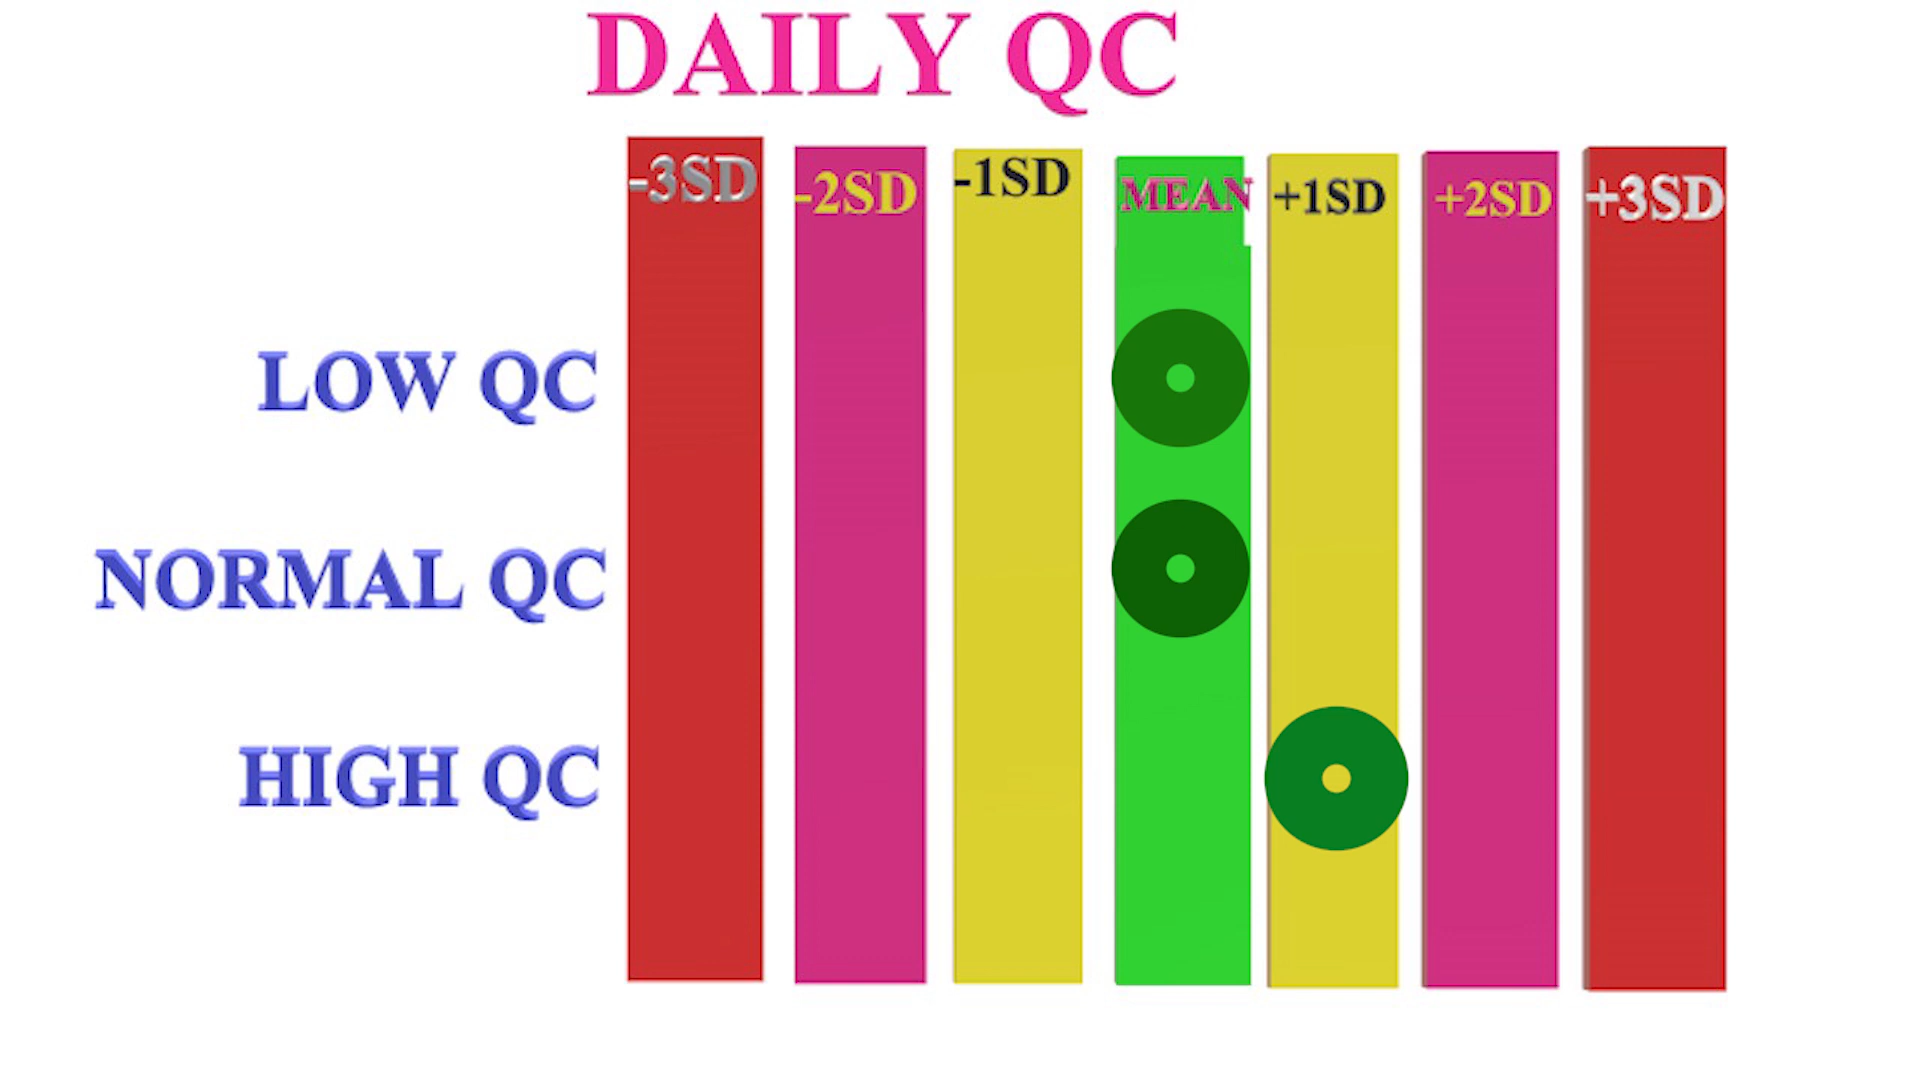 DAILY QC
-3SD -2SD -1SD MEAN +1SD +2SD +3SD
LOW QC
NORMAL QC
HIGH QC